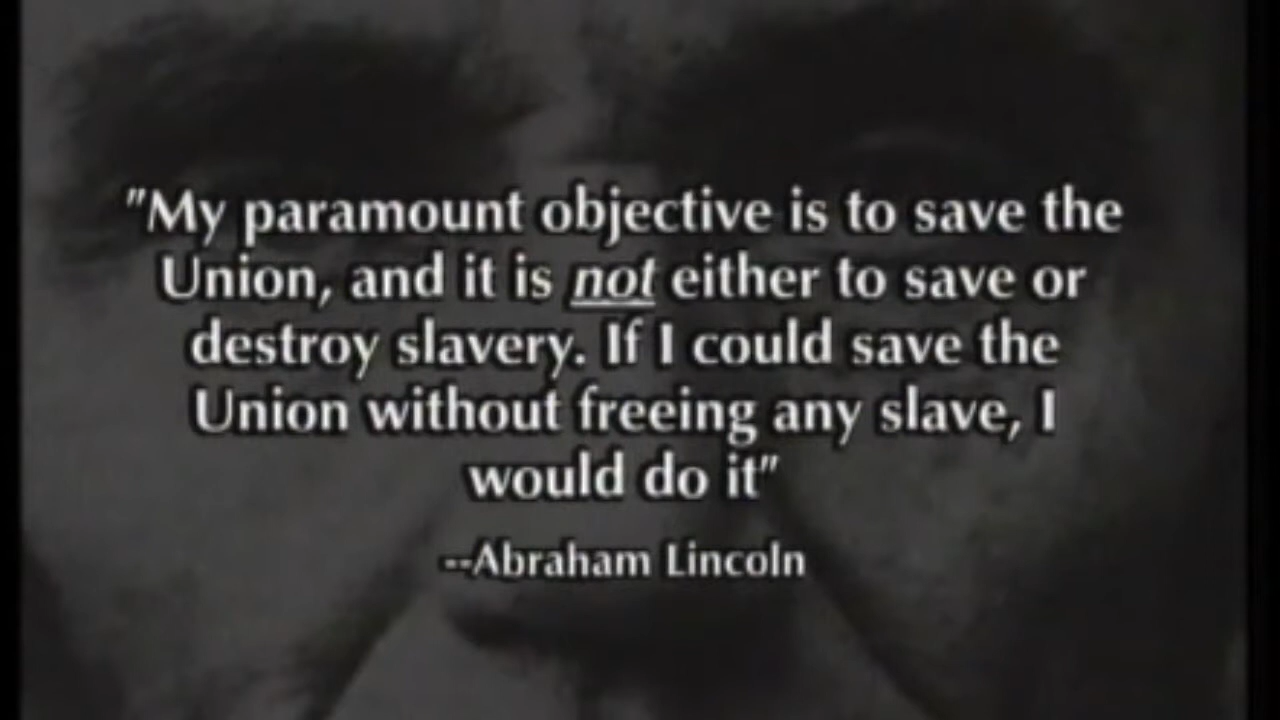 "My paramount objective is to save the
Union, and it is not either to save or
destroy slavery. If I could save the
Union without freeing any slave, I
would do it"
--Abraham Lincoln